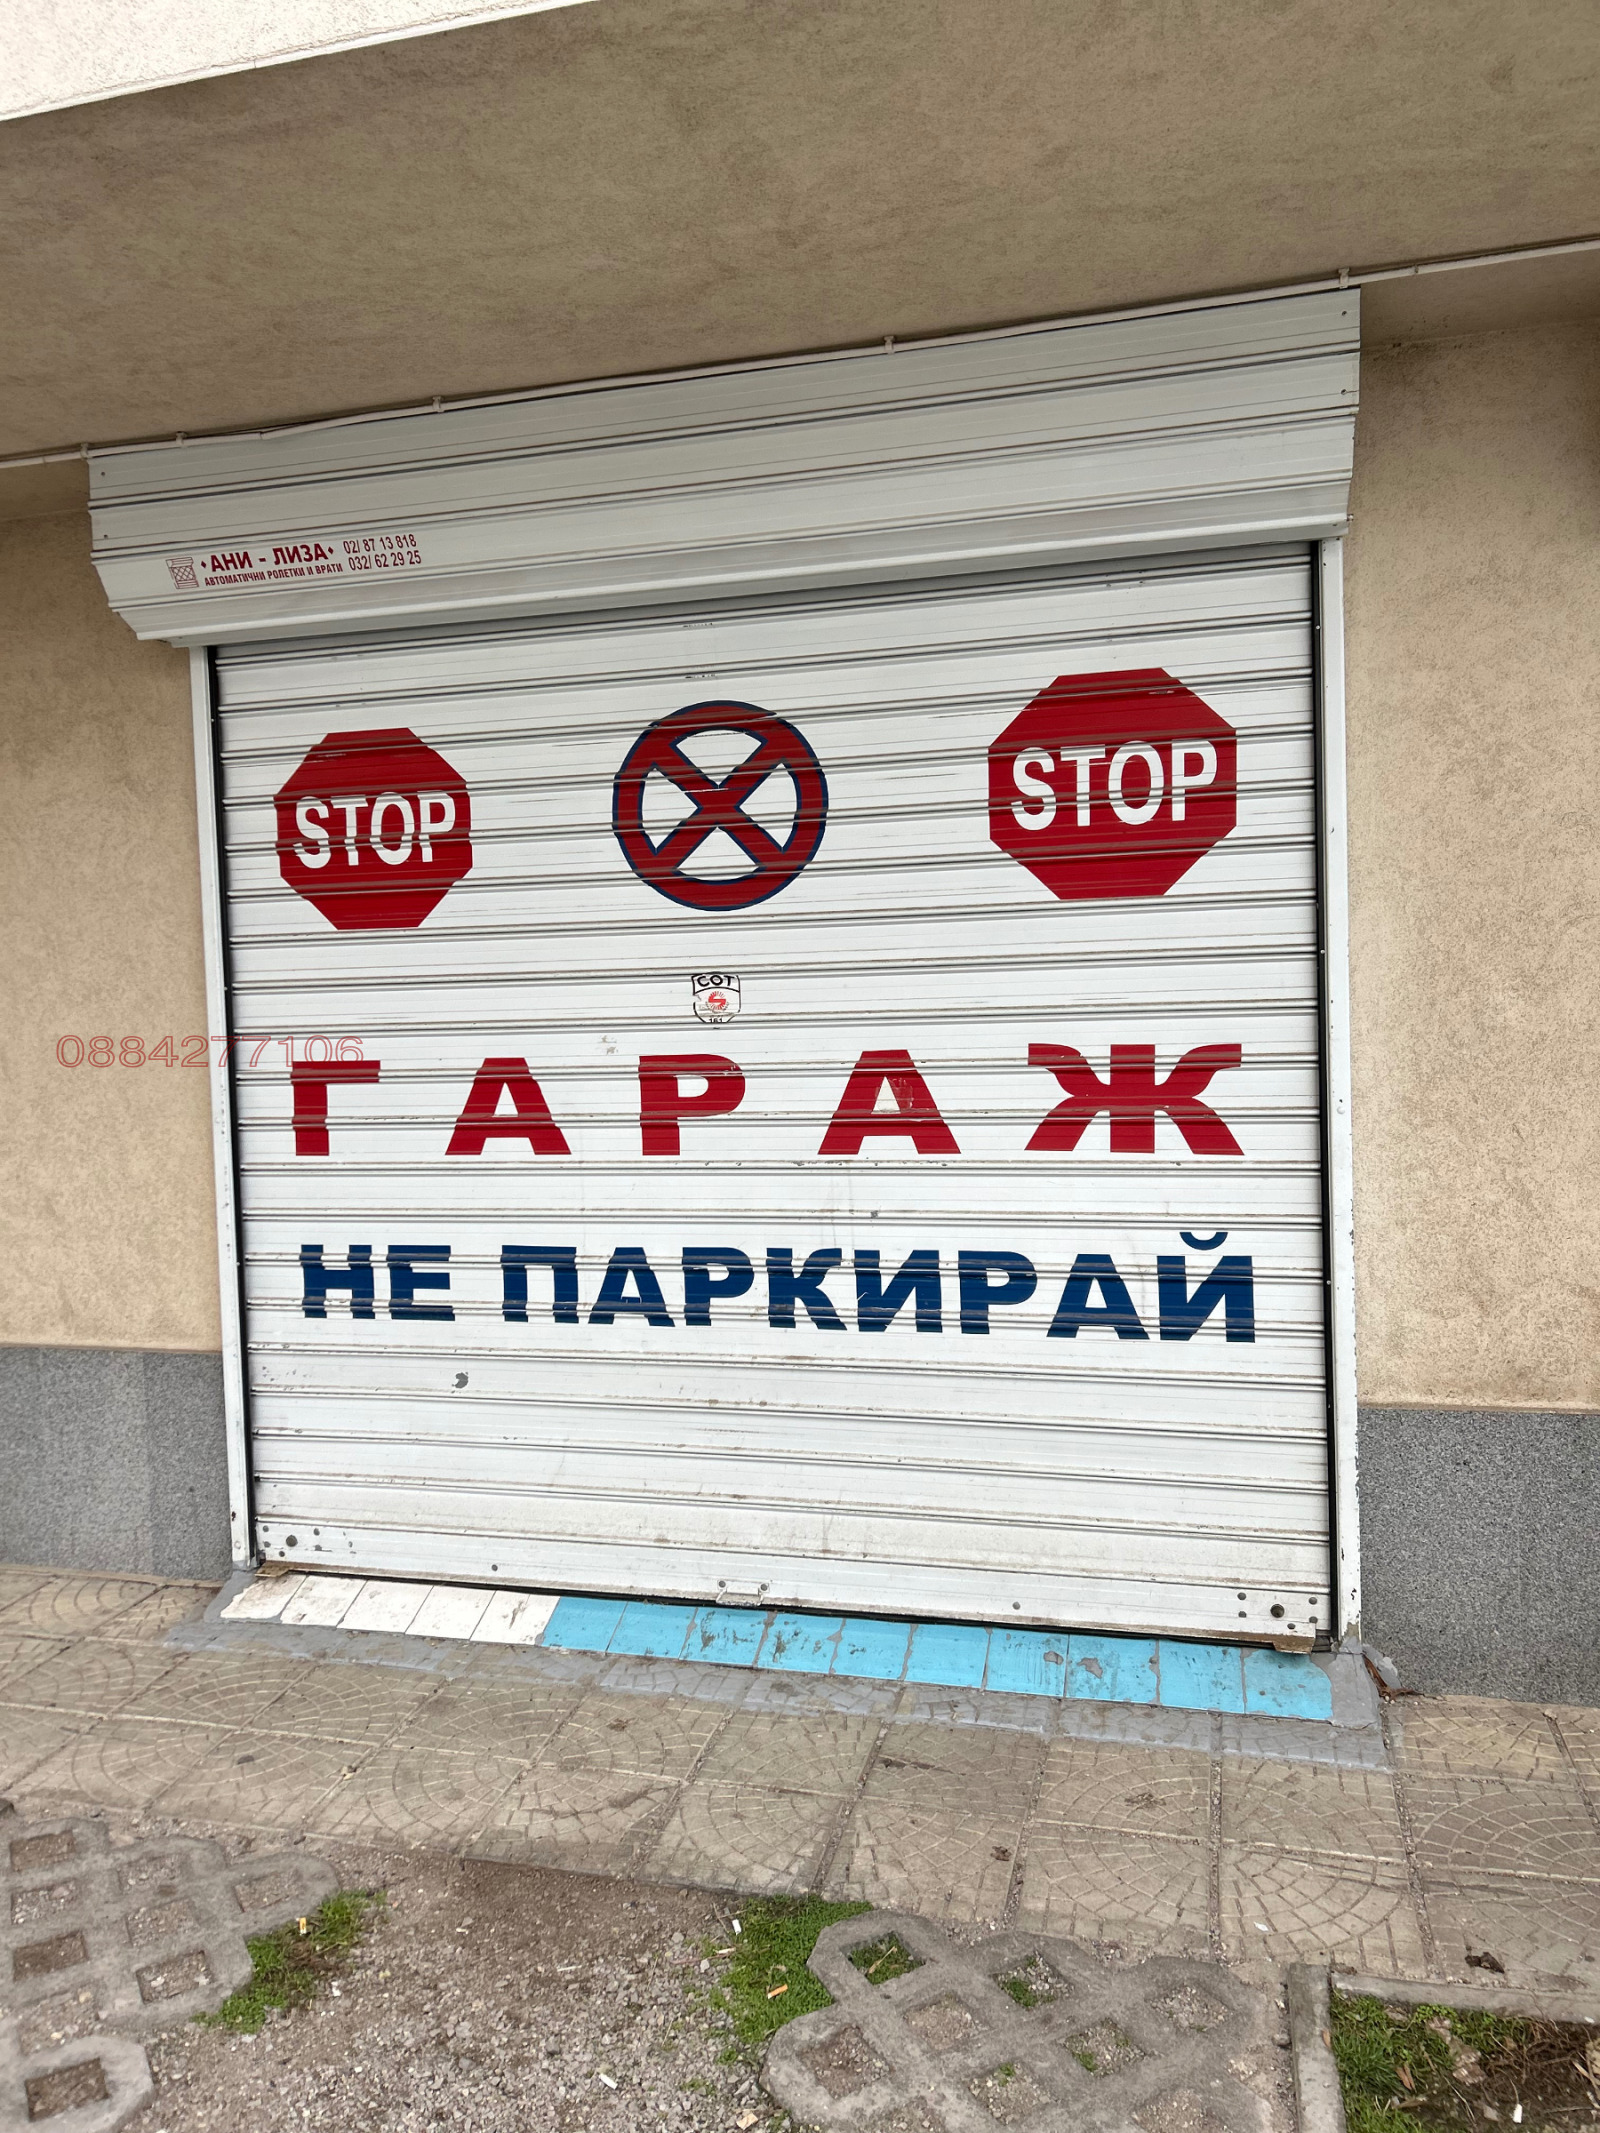 •АНИ - ЛИЗА• 02/ 87 13 818
АВТОМАТИЧНИ РОЛЕТКИ И ВРАТИ 032/ 62 29 25
STOP STOP
СОТ
161
0884277106
ГАРАЖ
НЕ ПАРКИРАЙ